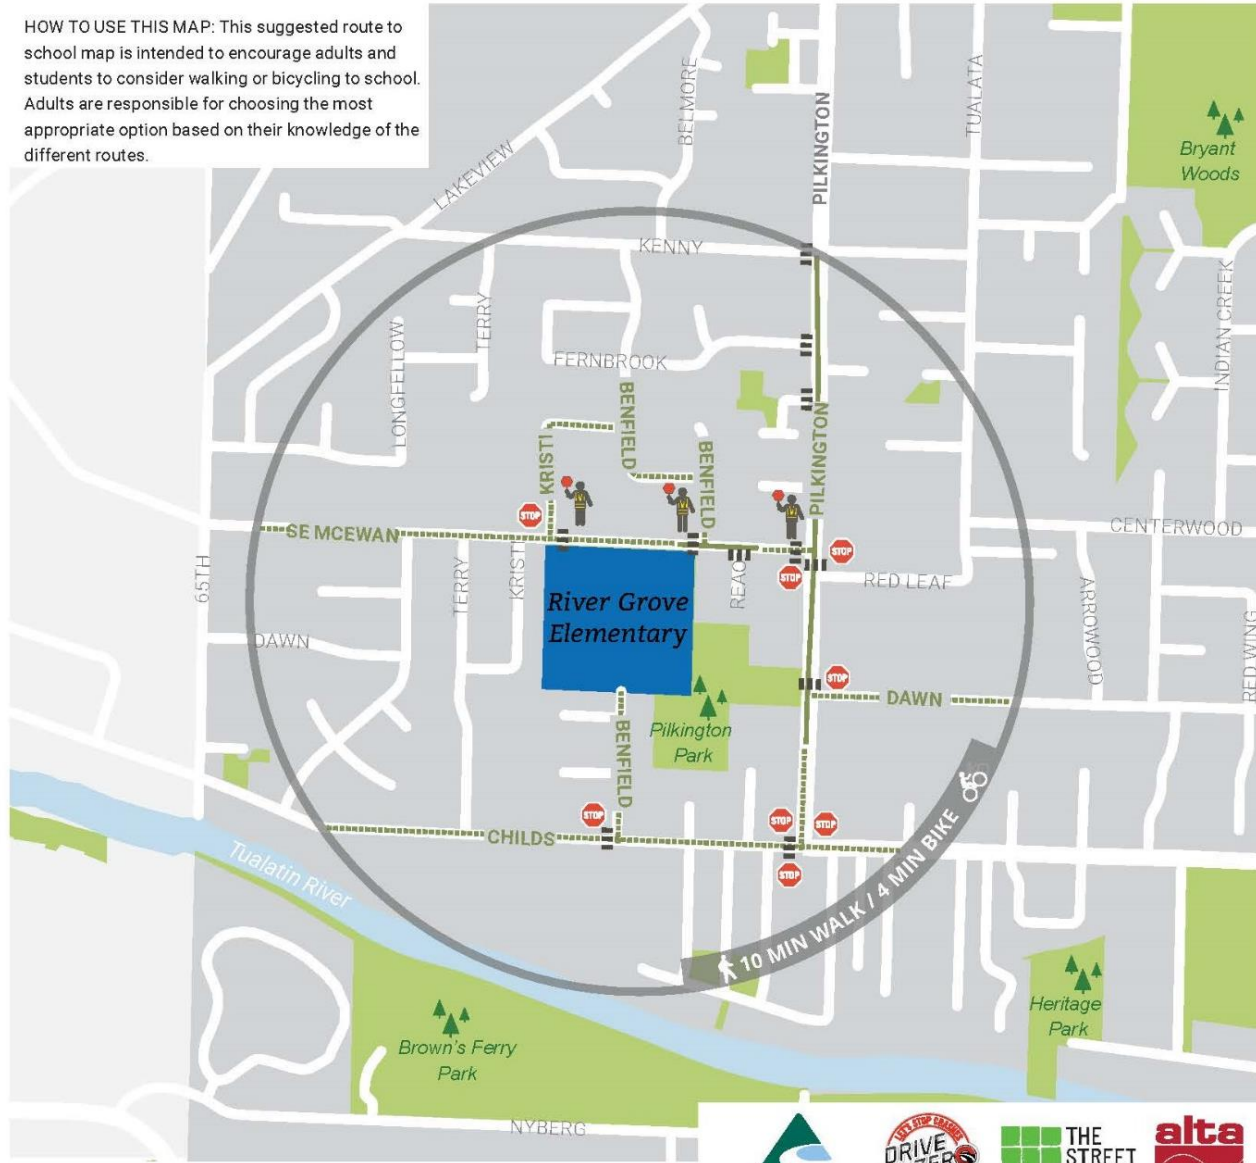 HOW TO USE THIS MAP: This suggested route to
school map is intended to encourage adults and
students to consider walking or bicycling to school.
Adults are responsible for choosing the most
appropriate option based on their knowledge of the
different routes.
BELMORE
PILKINGTON
TUALATA
Bryant
Woods
LAKEVIEW
KENNY
INDIAN CREEK
TERRY
LONGFELLOW
FERNBROOK
BENFIELD
PILKINGTON
KRISTI
BENFIELD
STOP
SE MCEWAN
CENTERWOOD
STOP
STOP
RED LEAF
65TH
TERRY
KRISTI
River Grove
Elementary
REAO
ARROWOOD
RED WING
DAWN
STOP
DAWN
Pilkington
Park
BENFIELD
STOP
STOP
STOP
CHILDS
STOP
Tualatin River
10 MIN WALK / 4 MIN BIKE
Heritage
Park
Brown's Ferry
Park
NYBERG
LET'S STOP CRASHES
DRIVE
THE
STREET
alta